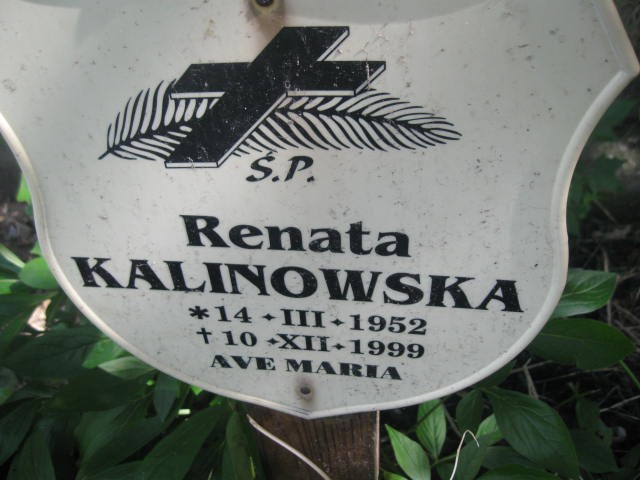 Ś.P.
Renata
KALINOWSKA
*14 ✦ III ✦ 1952
†10 ✦ XII ✦ 1999
AVE MARIA